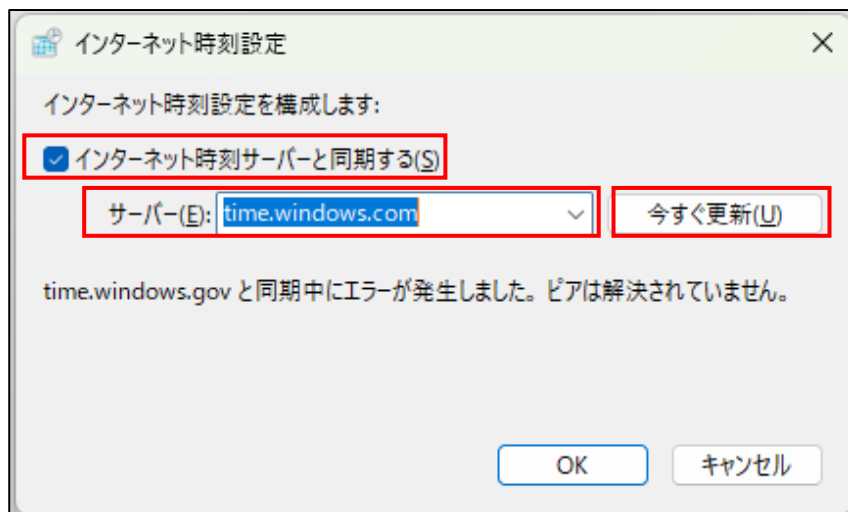 インターネット時刻設定
インターネット時刻設定を構成します:
インターネット時刻サーバーと同期する(S)
サーバー(E): time.windows.com 今すぐ更新(U)
time.windows.gov と同期中にエラーが発生しました。ピアは解決されていません。
OK キャンセル